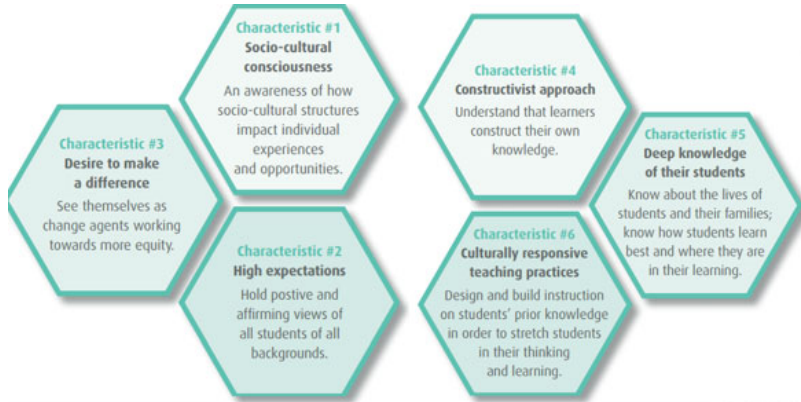 Characteristic #1
Socio-cultural
consciousness
An awareness of how
socio-cultural structures
impact individual
experiences
and opportunities.
Characteristic #2
High expectations
Hold postive and
affirming views of
all students of all
backgrounds.
Characteristic #3
Desire to make
a difference
See themselves as
change agents working
towards more equity.
Characteristic #4
Constructivist approach
Understand that learners
construct their own
knowledge.
Characteristic #5
Deep knowledge
of their students
Know about the lives of
students and their families;
know how students learn
best and where they are
in their learning.
Characteristic #6
Culturally responsive
teaching practices
Design and build instruction
on students' prior knowledge
in order to stretch students
in their thinking
and learning.